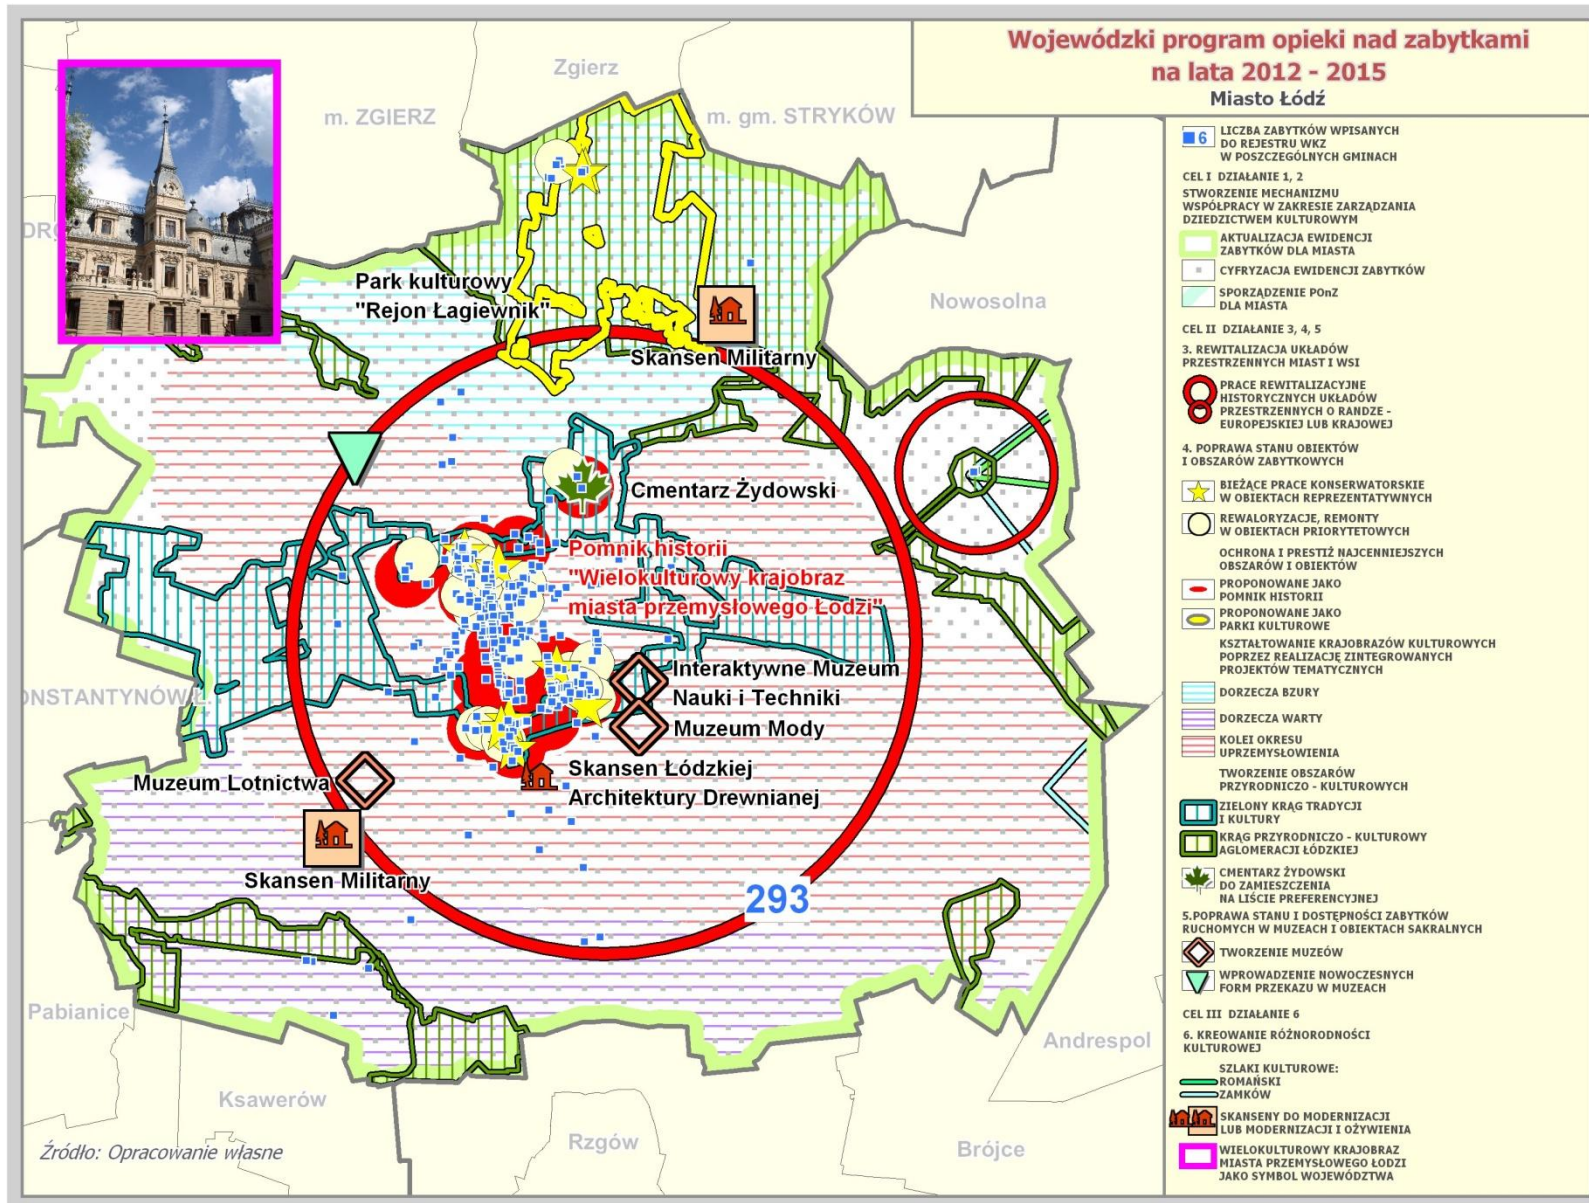 Wojewódzki program opieki nad zabytkami
na lata 2012 - 2015
Miasto Łódź
Zgierz
m. ZGIERZ
m. gm. STRYKÓW
Nowosolna
Park kulturowy
"Rejon Łagiewnik"
Skansen Militarny
Cmentarz Żydowski
Pomnik historii
"Wielokulturowy krajobraz
miasta przemysłowego Łodzi"
Interaktywne Muzeum
Nauki i Techniki
Muzeum Mody
Skansen Łódzkiej
Architektury Drewnianej
Muzeum Lotnictwa
Skansen Militarny
293
Pabianice
Ksawerów
Rzgów
Brójce
Andrespol
Źródło: Opracowanie własne
6 LICZBA ZABYTKÓW WPISANYCH
DO REJESTRU WKZ
W POSZCZEGÓLNYCH GMINACH
CEL I DZIAŁANIE 1, 2
STWORZENIE MECHANIZMU
WSPÓŁPRACY W ZAKRESIE ZARZĄDZANIA
DZIEDZICTWEM KULTUROWYM
AKTUALIZACJA EWIDENCJI
ZABYTKÓW DLA MIASTA
CYFRYZACJA EWIDENCJI ZABYTKÓW
SPORZĄDZENIE POnZ
DLA MIASTA
CEL II DZIAŁANIE 3, 4, 5
3. REWITALIZACJA UKŁADÓW
PRZESTRZENNYCH MIAST I WSI
PRACE REWITALIZACYJNE
HISTORYCZNYCH UKŁADÓW
PRZESTRZENNYCH O RANDZE -
EUROPEJSKIEJ LUB KRAJOWEJ
4. POPRAWA STANU OBIEKTÓW
I OBSZARÓW ZABYTKOWYCH
BIEŻĄCE PRACE KONSERWATORSKIE
W OBIEKTACH REPREZENTATYWNYCH
REWALORYZACJE, REMONTY
W OBIEKTACH PRIORYTETOWYCH
OCHRONA I PRESTIŻ NAJCENNIEJSZYCH
OBSZARÓW I OBIEKTÓW
PROPONOWANE JAKO
POMNIK HISTORII
PROPONOWANE JAKO
PARKI KULTUROWE
KSZTAŁTOWANIE KRAJOBRAZÓW KULTUROWYCH
POPRZEZ REALIZACJĘ ZINTEGROWANYCH
PROJEKTÓW TEMATYCZNYCH
DORZECZA BZURY
DORZECZA WARTY
KOLEI OKRESU
UPRZEMYSŁOWIENIA
TWORZENIE OBSZARÓW
PRZYRODNICZO - KULTUROWYCH
ZIELONY KRĄG TRADYCJI
I KULTURY
KRĄG PRZYRODNICZO - KULTUROWY
AGLOMERACJI ŁÓDZKIEJ
CMENTARZ ŻYDOWSKI
DO ZAMIESZCZENIA
NA LIŚCIE PREFERENCYJNEJ
5.POPRAWA STANU I DOSTĘPNOŚCI ZABYTKÓW
RUCHOMYCH W MUZEACH I OBIEKTACH SAKRALNYCH
TWORZENIE MUZEÓW
WPROWADZENIE NOWOCZESNYCH
FORM PRZEKAZU W MUZEACH
CEL III DZIAŁANIE 6
6. KREOWANIE RÓŻNORODNOŚCI
KULTUROWEJ
SZLAKI KULTUROWE:
ROMAŃSKI
ZAMKÓW
SKANSENY DO MODERNIZACJI
LUB MODERNIZACJI I OŻYWIENIA
WIELOKULTUROWY KRAJOBRAZ
MIASTA PRZEMYSŁOWEGO ŁODZI
JAKO SYMBOL WOJEWÓDZTWA